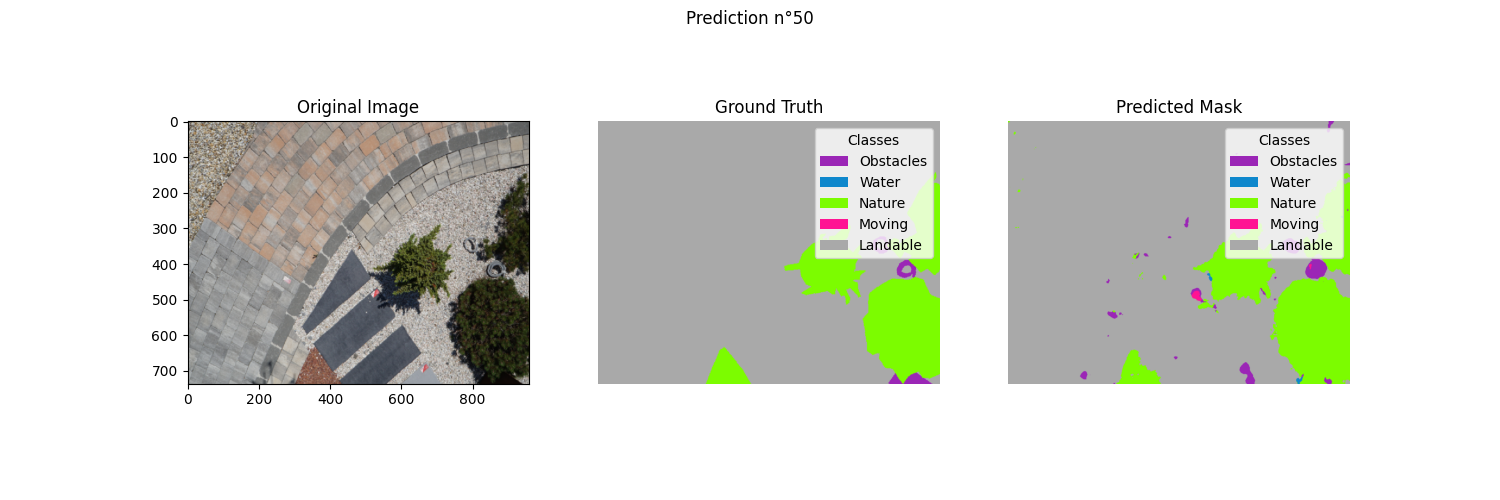 Prediction n°50
Original Image
0
100
200
300
400
500
600
700
0 200 400 600 800
Ground Truth
Classes
Obstacles
Water
Nature
Moving
Landable
Predicted Mask
Classes
Obstacles
Water
Nature
Moving
Landable